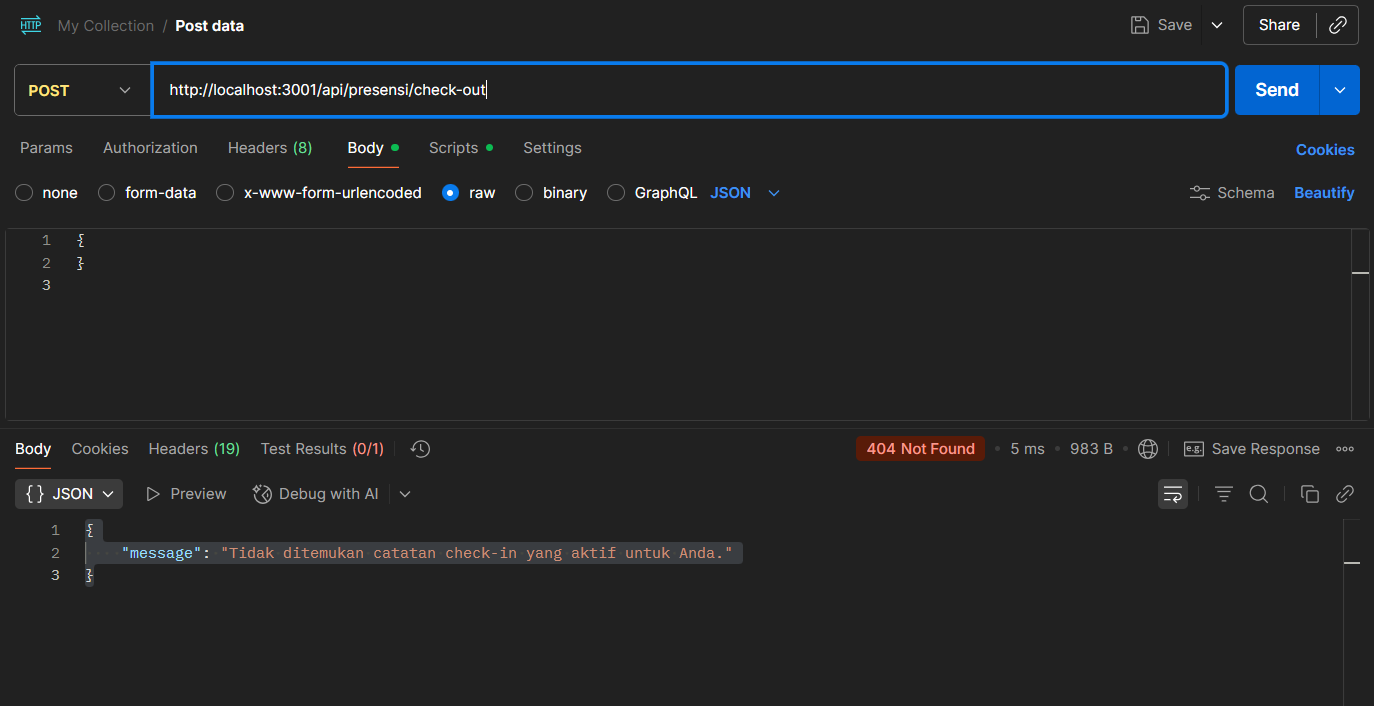 HTTP My Collection / Post data Save Share
POST http://localhost:3001/api/presensi/check-out Send
Params Authorization Headers (8) Body Scripts Settings Cookies
none form-data x-www-form-urlencoded raw binary GraphQL JSON Schema Beautify
1 {
2 }
3
Body Cookies Headers (19) Test Results (0/1) 404 Not Found • 5 ms • 983 B • e.g. Save Response
{} JSON Preview Debug with AI
1 {
2 "message": "Tidak ditemukan catatan check-in yang aktif untuk Anda."
3 }